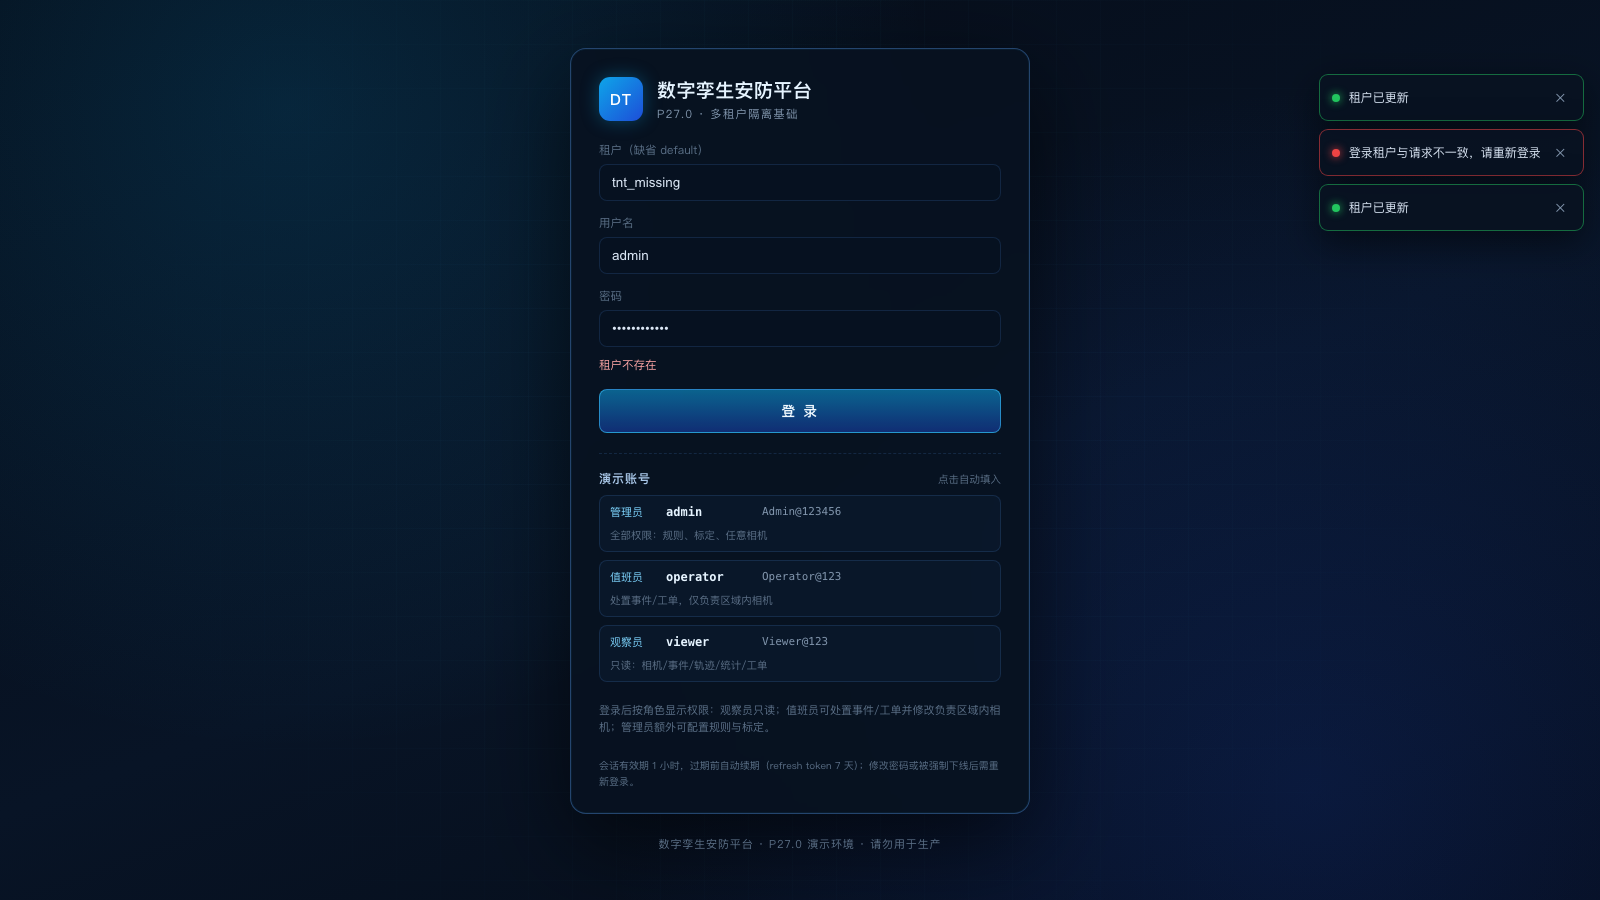 DT
数字孪生安防平台
P27.0 · 多租户隔离基础
租户（缺省 default）
tnt_missing
用户名
admin
密码
••••••••••••
租户不存在
登 录
演示账号 点击自动填入
管理员 admin Admin@123456
全部权限：规则、标定、任意相机
值班员 operator Operator@123
处置事件/工单，仅负责区域内相机
观察员 viewer Viewer@123
只读：相机/事件/轨迹/统计/工单
登录后按角色显示权限：观察员只读；值班员可处置事件/工单并修改负责区域内相
机；管理员额外可配置规则与标定。
会话有效期 1 小时，过期前自动续期（refresh token 7 天）；修改密码或被强制下线后需重
新登录。
数字孪生安防平台 · P27.0 演示环境 · 请勿用于生产
租户已更新
登录租户与请求不一致，请重新登录
租户已更新